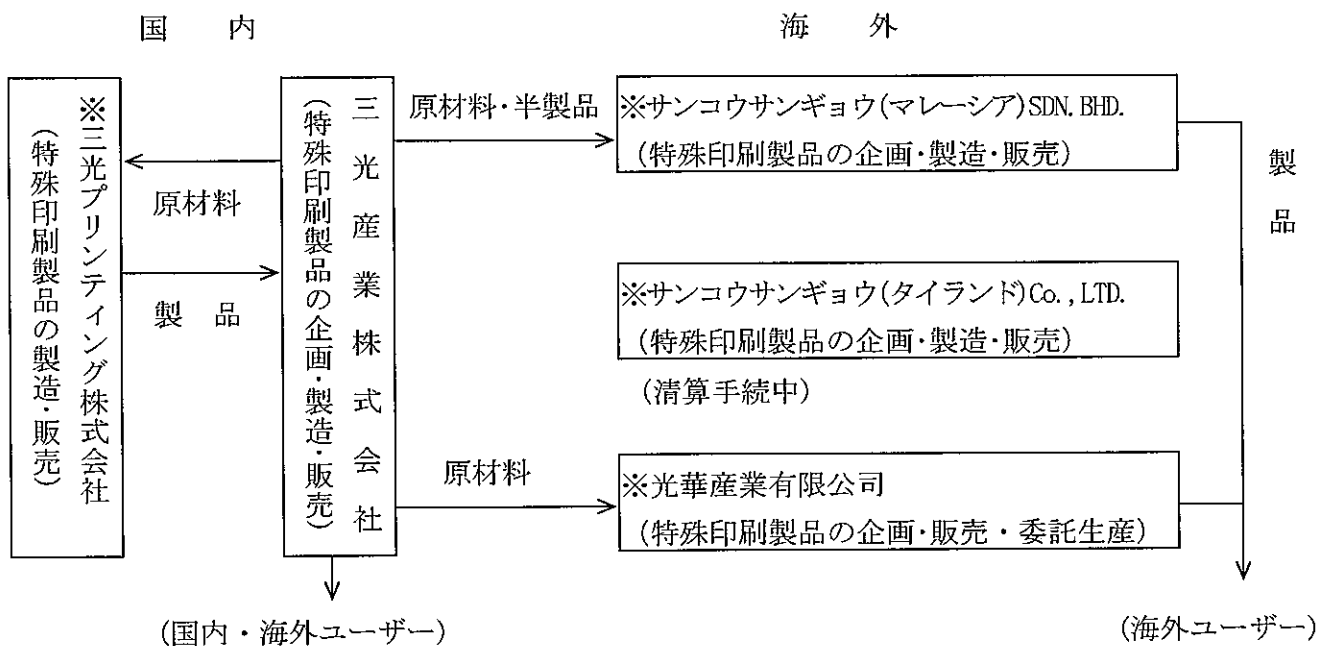 国 内
海 外
※三光プリンティング株式会社
(特殊印刷製品の製造・販売)
原材料
製 品
三光産業株式会社
(特殊印刷製品の企画・製造・販売)
原材料・半製品
※サンコウサンギョウ(マレーシア)SDN.BHD.
(特殊印刷製品の企画・製造・販売)
製品
※サンコウサンギョウ(タイランド)Co.,LTD.
(特殊印刷製品の企画・製造・販売)
(清算手続中)
原材料
※光華産業有限公司
(特殊印刷製品の企画・販売・委託生産)
(国内・海外ユーザー)
(海外ユーザー)